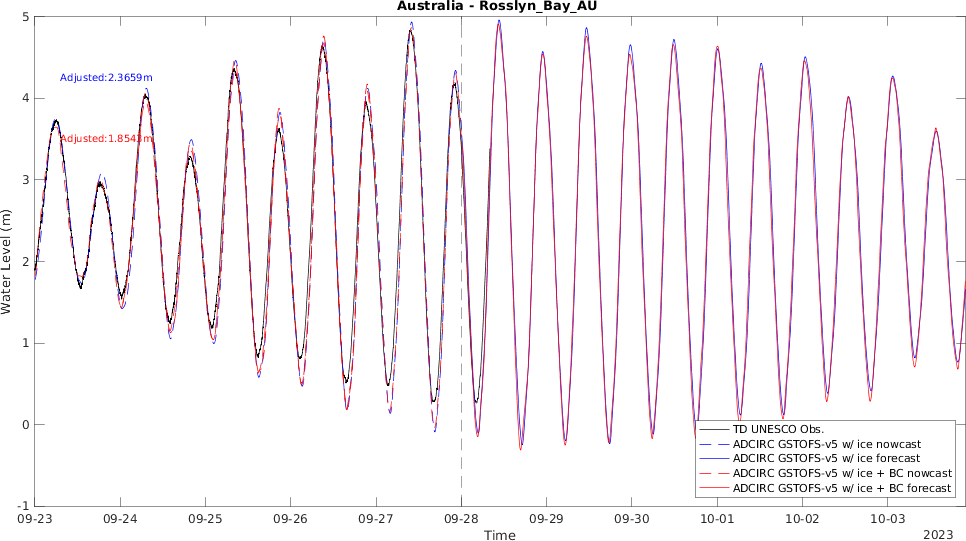 Australia - Rosslyn_Bay_AU
5
4
3
2
1
0
-1
Water Level (m)
Adjusted:2.3659m
Adjusted:1.8543m
TD UNESCO Obs.
ADCIRC GSTOFS-v5 w/ ice nowcast
ADCIRC GSTOFS-v5 w/ ice forecast
ADCIRC GSTOFS-v5 w/ ice + BC nowcast
ADCIRC GSTOFS-v5 w/ ice + BC forecast
09-23 09-24 09-25 09-26 09-27 09-28 09-29 09-30 10-01 10-02 10-03
Time
2023